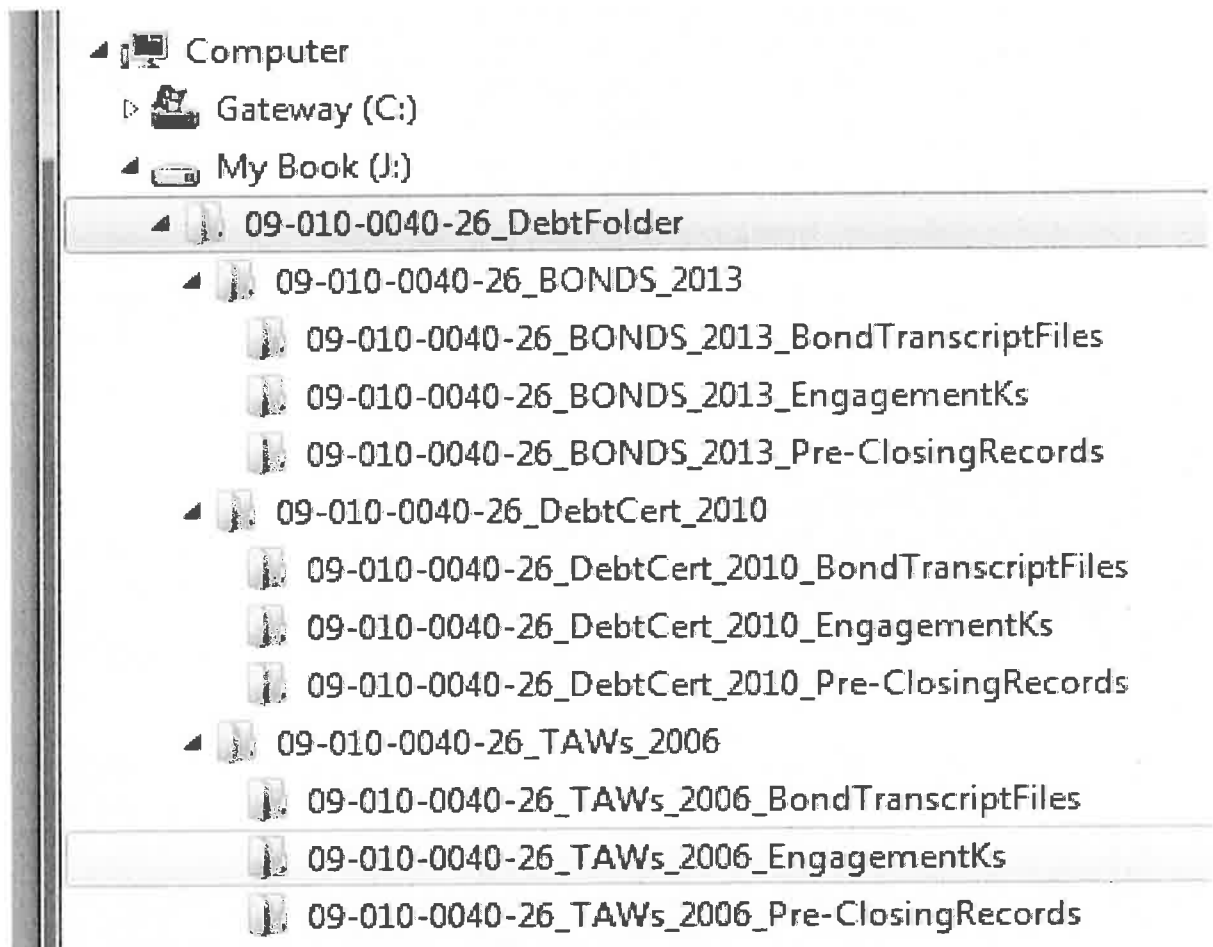 Computer
Gateway (C:)
My Book (J:)
09-010-0040-26_DebtFolder
09-010-0040-26_BONDS_2013
09-010-0040-26_BONDS_2013_BondTranscriptFiles
09-010-0040-26_BONDS_2013_EngagementKs
09-010-0040-26_BONDS_2013_Pre-ClosingRecords
09-010-0040-26_DebtCert_2010
09-010-0040-26_DebtCert_2010_BondTranscriptFiles
09-010-0040-26_DebtCert_2010_EngagementKs
09-010-0040-26_DebtCert_2010_Pre-ClosingRecords
09-010-0040-26_TAWs_2006
09-010-0040-26_TAWs_2006_BondTranscriptFiles
09-010-0040-26_TAWs_2006_EngagementKs
09-010-0040-26_TAWs_2006_Pre-ClosingRecords